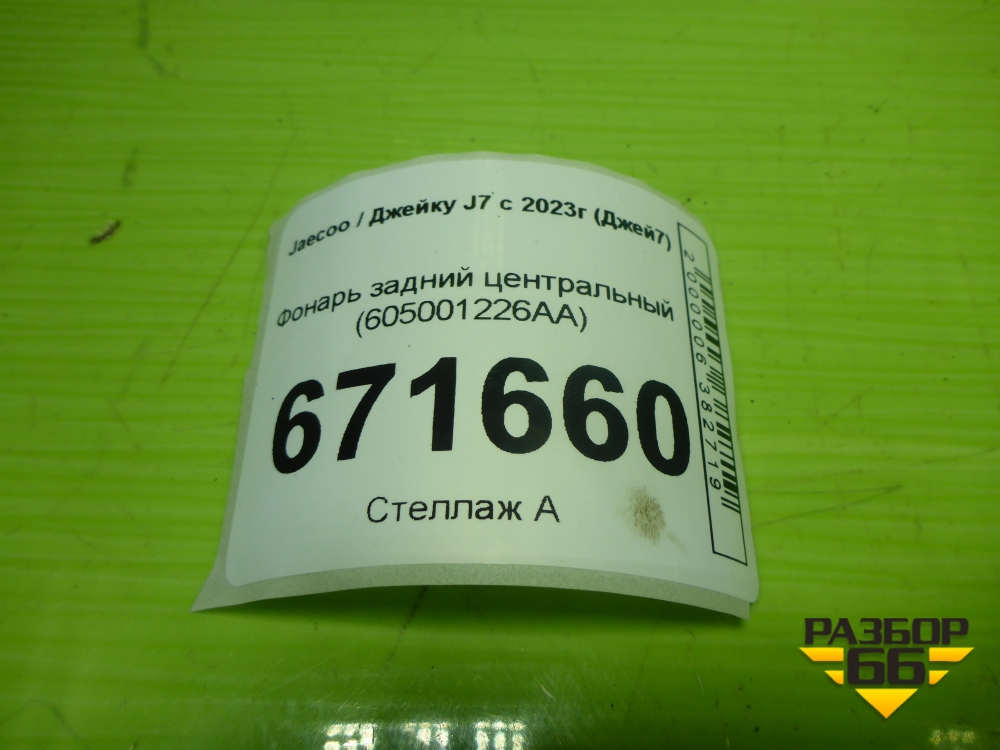 Jaecoo / Джейку J7 с 2023г (Джей7)
Фонарь задний центральный
(605001226AA)
671660
Стеллаж А
2000006382719
РАЗБОР
66